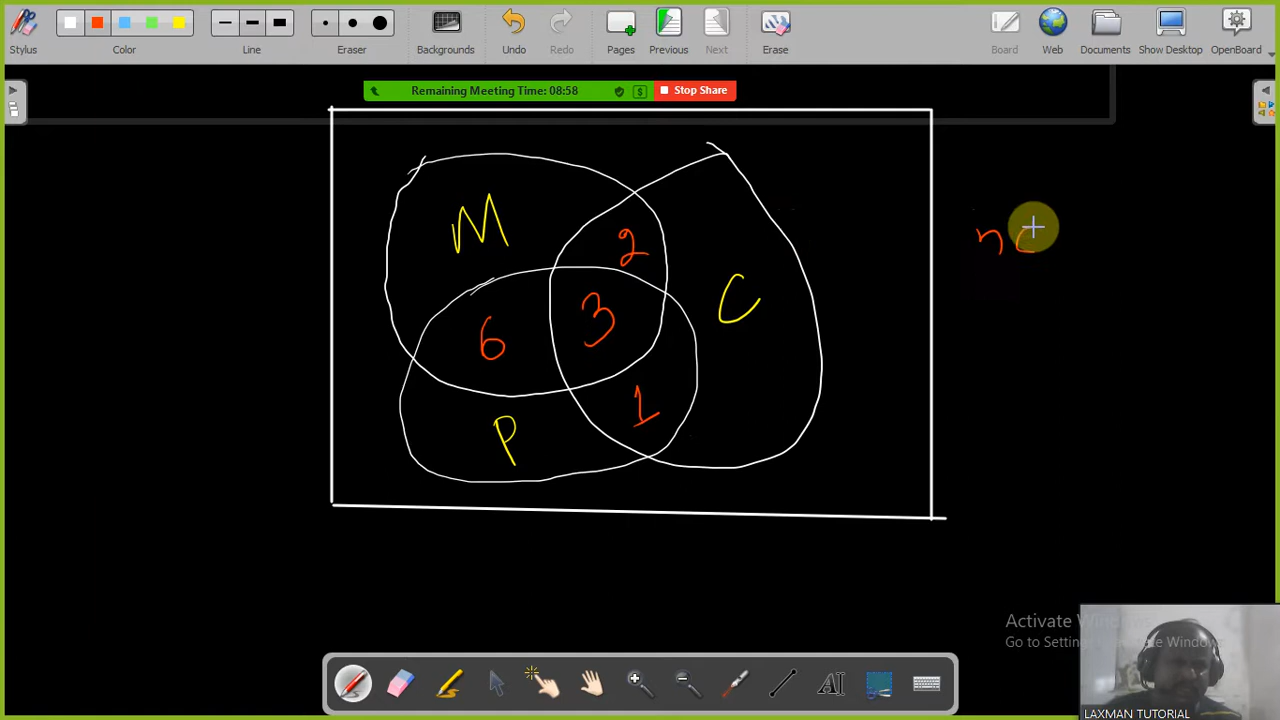 Stylus
Color
Line
Eraser
Backgrounds
Undo
Redo
Pages
Previous
Next
Erase
Board
Web
Documents
Show Desktop
OpenBoard
Remaining Meeting Time: 08:58
Stop Share
M
2
C
6
3
1
P
n
Activate Windows
Go to Settings to activate Windows.
LAXMAN TUTORIAL